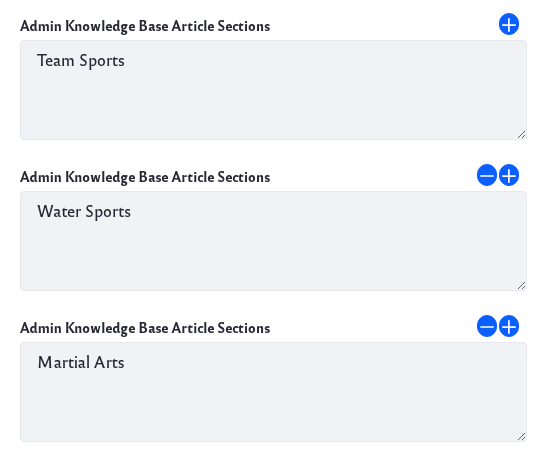 Admin Knowledge Base Article Sections
Team Sports
Admin Knowledge Base Article Sections
Water Sports
Admin Knowledge Base Article Sections
Martial Arts